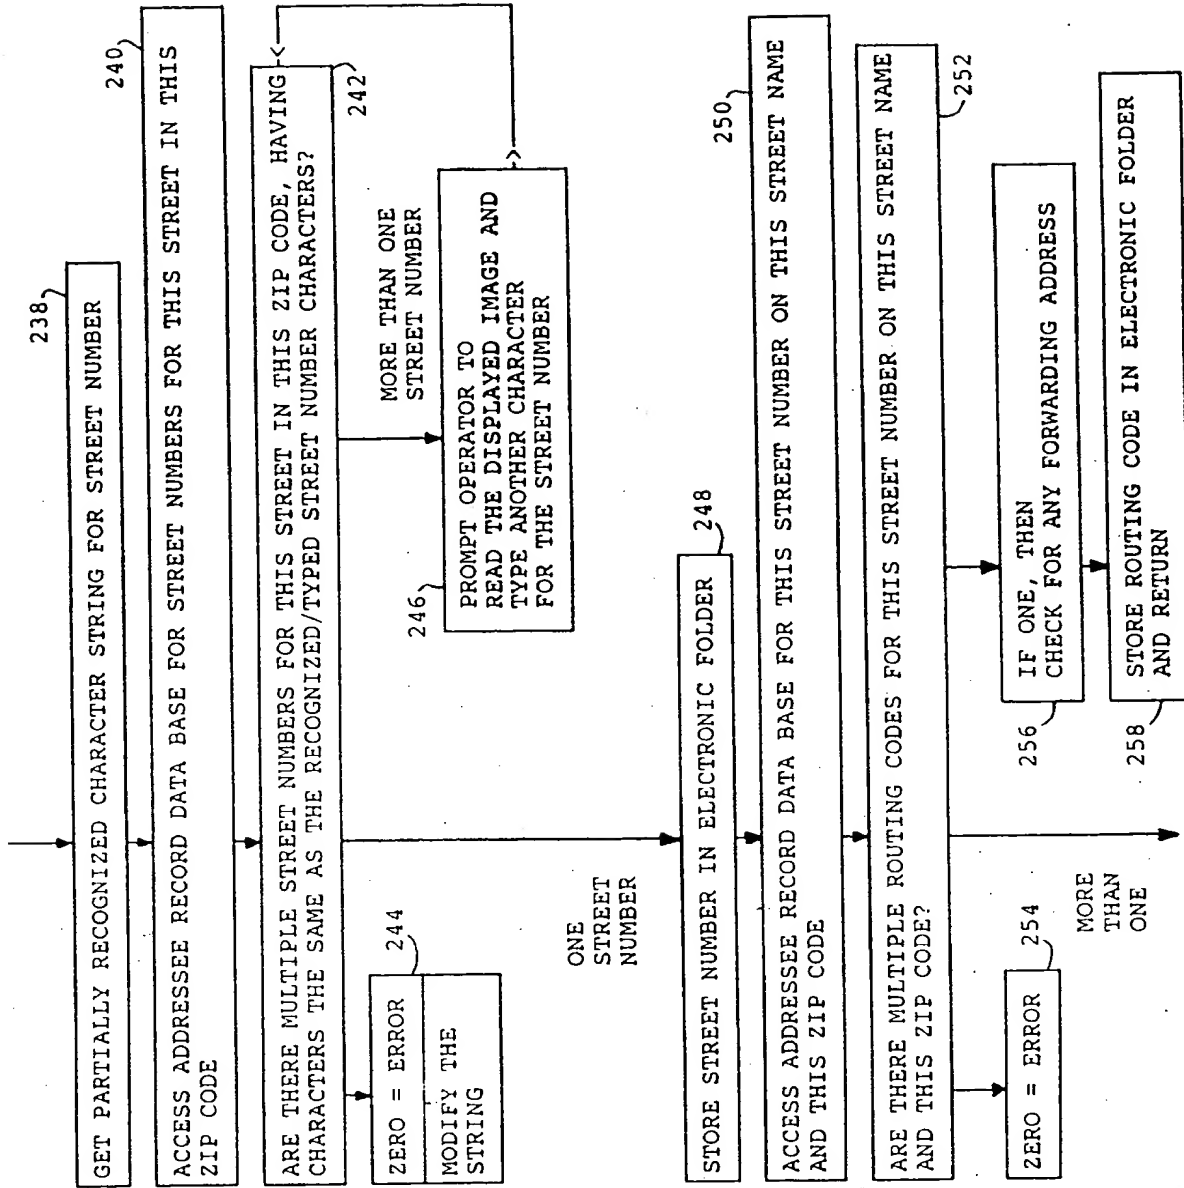 238
GET PARTIALLY RECOGNIZED CHARACTER STRING FOR STREET NUMBER
240
ACCESS ADDRESSEE RECORD DATA BASE FOR STREET NUMBERS FOR THIS STREET IN THIS
ZIP CODE
ARE THERE MULTIPLE STREET NUMBERS FOR THIS STREET IN THIS ZIP CODE, HAVING
CHARACTERS THE SAME AS THE RECOGNIZED/TYPED STREET NUMBER CHARACTERS?
242
ZERO = ERROR
MODIFY THE
STRING
244
MORE THAN ONE
STREET NUMBER
246
PROMPT OPERATOR TO
READ THE DISPLAYED IMAGE AND
TYPE ANOTHER CHARACTER
FOR THE STREET NUMBER
ONE
STREET
NUMBER
STORE STREET NUMBER IN ELECTRONIC FOLDER
248
250
ACCESS ADDRESSEE RECORD DATA BASE FOR THIS STREET NUMBER ON THIS STREET NAME
AND THIS ZIP CODE
ARE THERE MULTIPLE ROUTING CODES FOR THIS STREET NUMBER ON THIS STREET NAME
AND THIS ZIP CODE?
252
ZERO = ERROR
254
MORE
THAN
ONE
256
IF ONE, THEN
CHECK FOR ANY FORWARDING ADDRESS
258
STORE ROUTING CODE IN ELECTRONIC FOLDER
AND RETURN